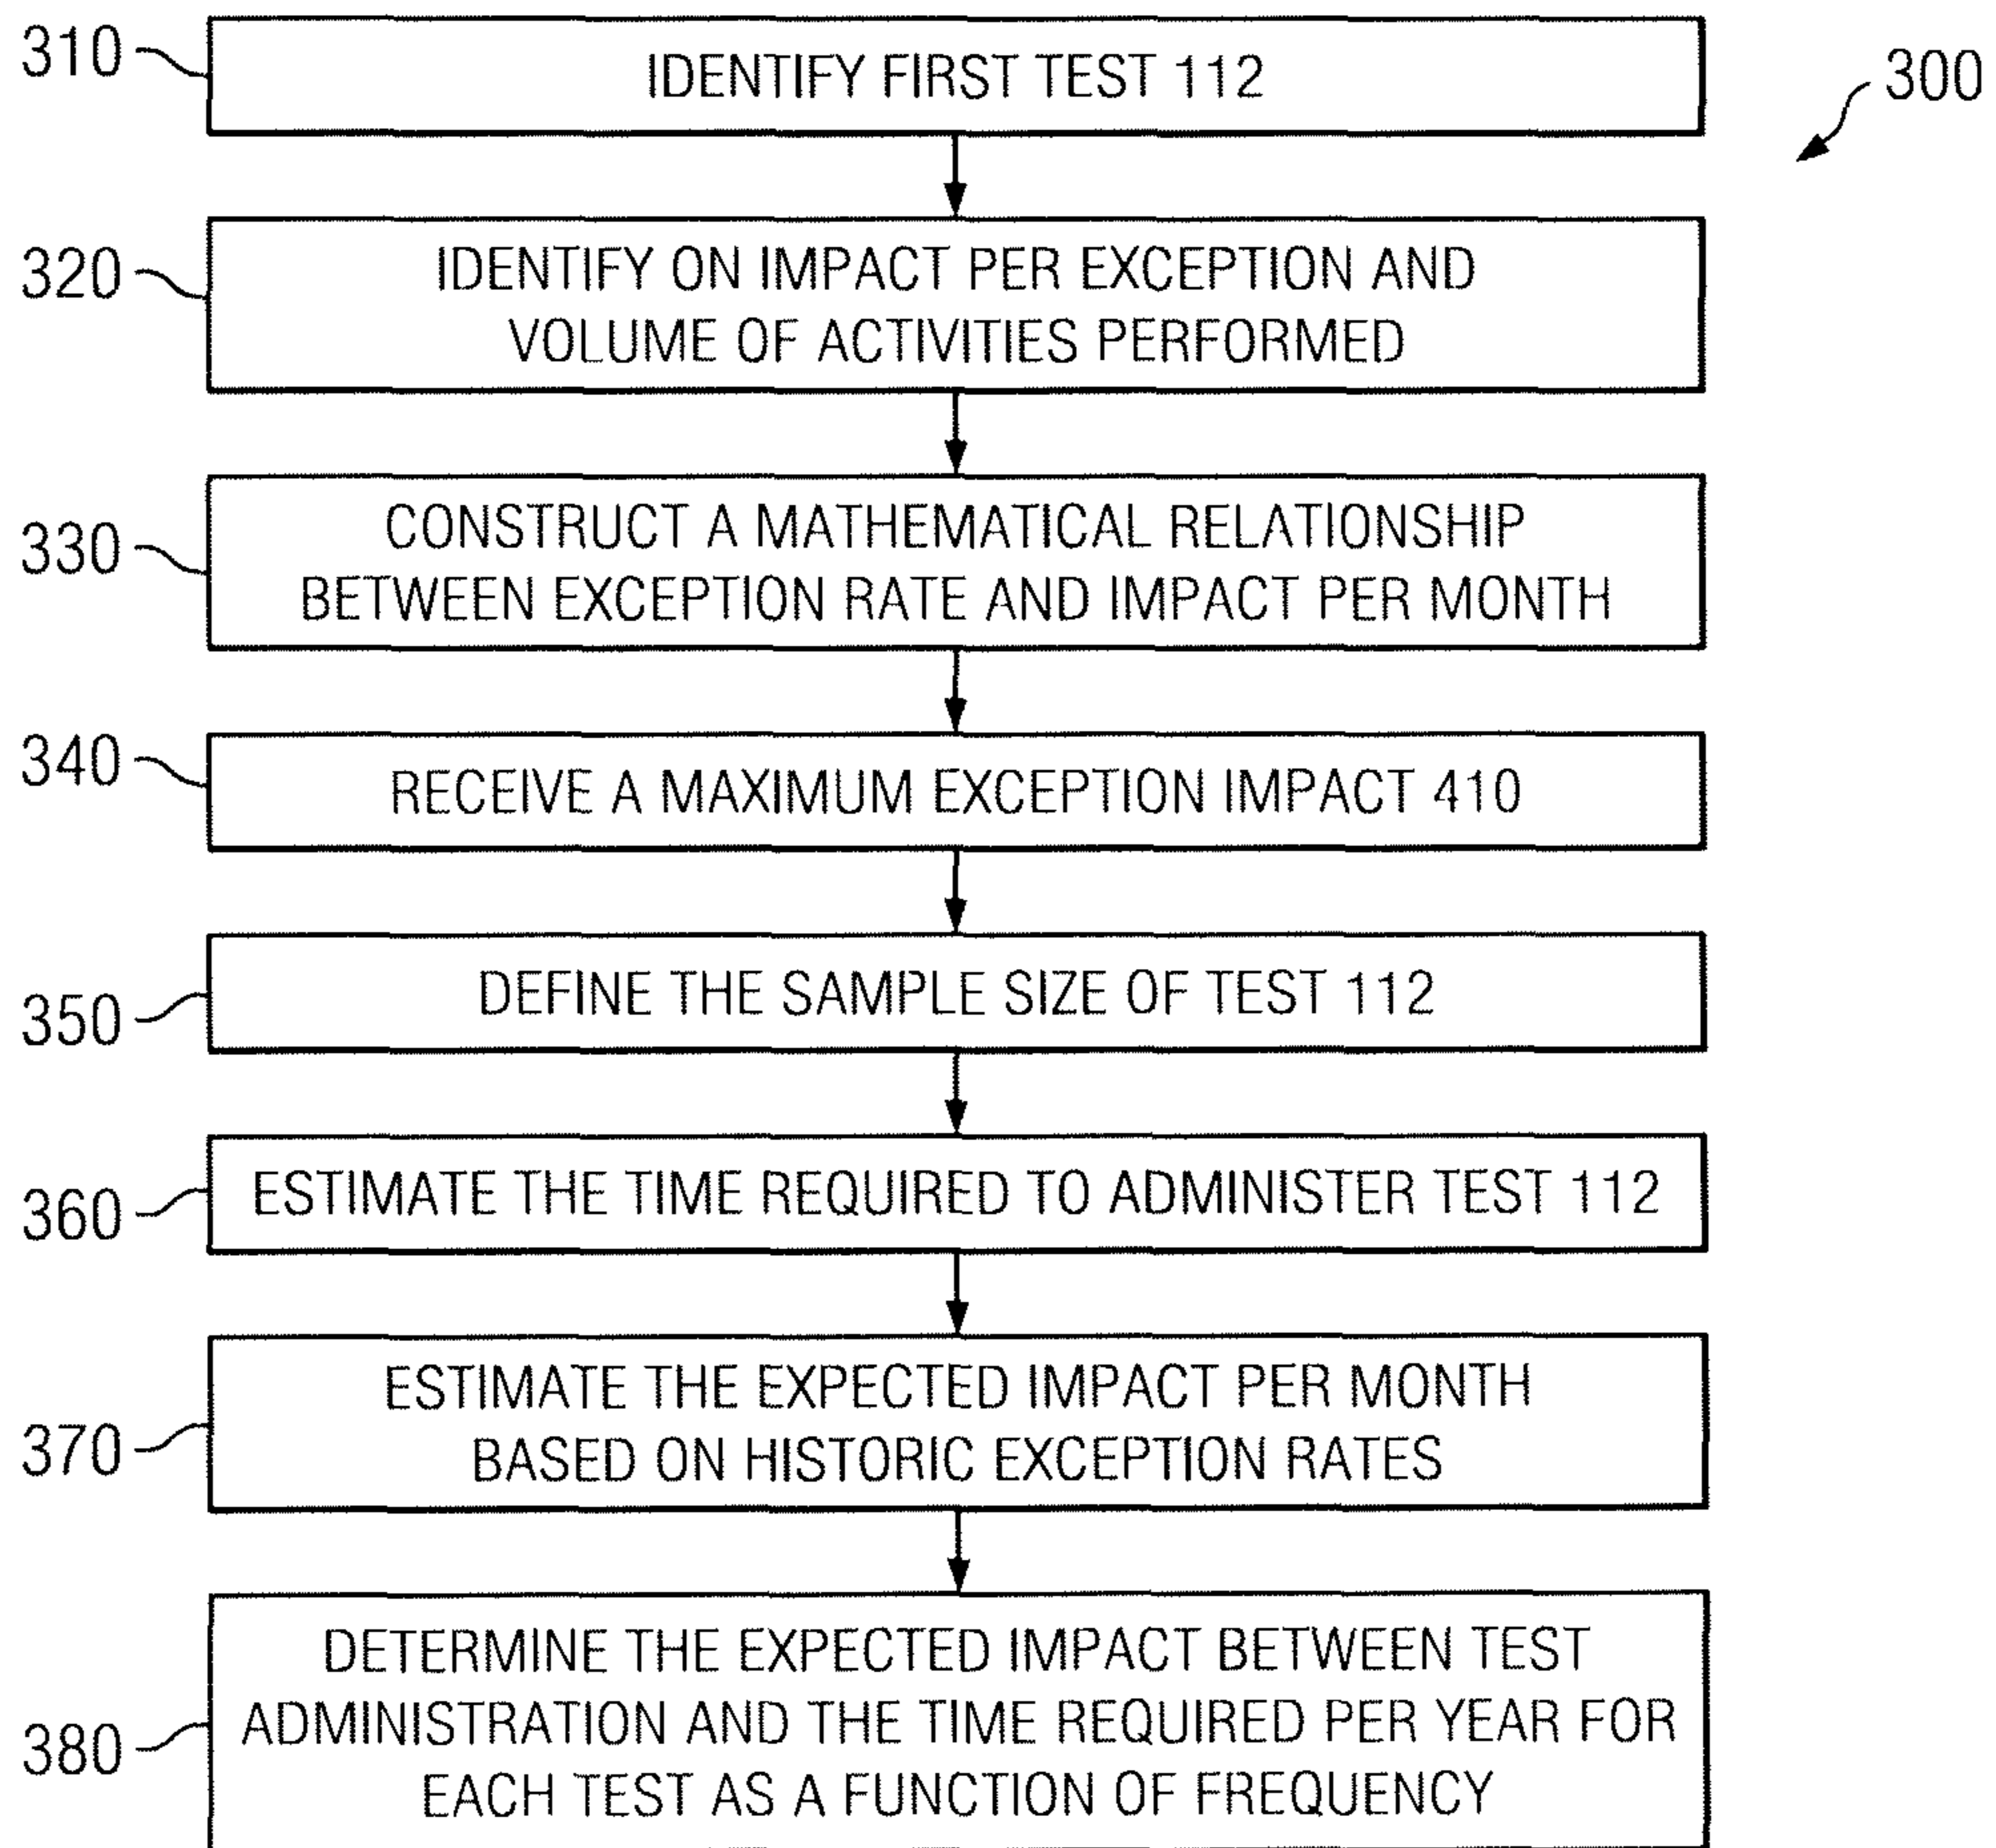 310
IDENTIFY FIRST TEST 112
300
320
IDENTIFY ON IMPACT PER EXCEPTION AND
VOLUME OF ACTIVITIES PERFORMED
330
CONSTRUCT A MATHEMATICAL RELATIONSHIP
BETWEEN EXCEPTION RATE AND IMPACT PER MONTH
340
RECEIVE A MAXIMUM EXCEPTION IMPACT 410
350
DEFINE THE SAMPLE SIZE OF TEST 112
360
ESTIMATE THE TIME REQUIRED TO ADMINISTER TEST 112
370
ESTIMATE THE EXPECTED IMPACT PER MONTH
BASED ON HISTORIC EXCEPTION RATES
380
DETERMINE THE EXPECTED IMPACT BETWEEN TEST
ADMINISTRATION AND THE TIME REQUIRED PER YEAR FOR
EACH TEST AS A FUNCTION OF FREQUENCY